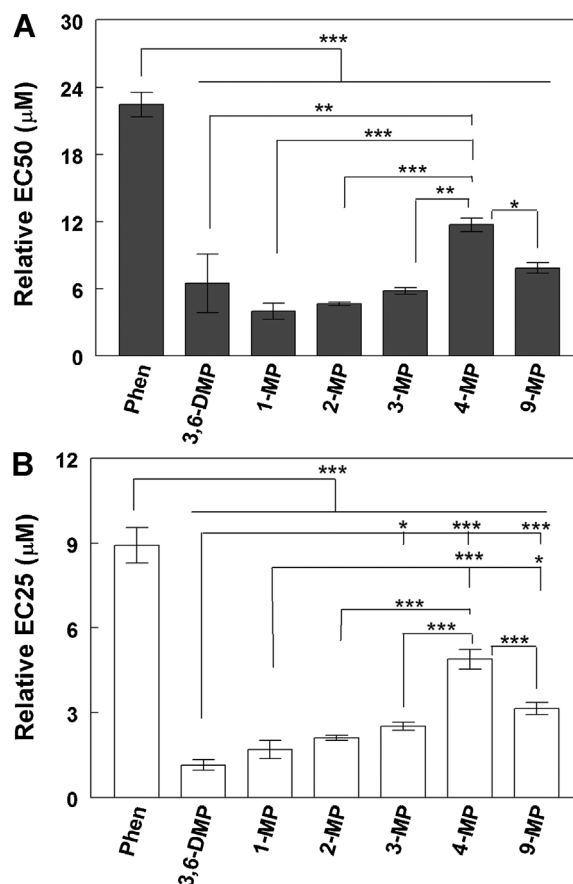 A
Relative EC50 (µM)
30
24
18
12
6
0
***
**
***
***
**
*
Phen
3,6-DMP
1-MP
2-MP
3-MP
4-MP
9-MP
B
Relative EC25 (µM)
12
9
6
3
0
***
* *** ***
*** *
***
***
***
Phen
3,6-DMP
1-MP
2-MP
3-MP
4-MP
9-MP